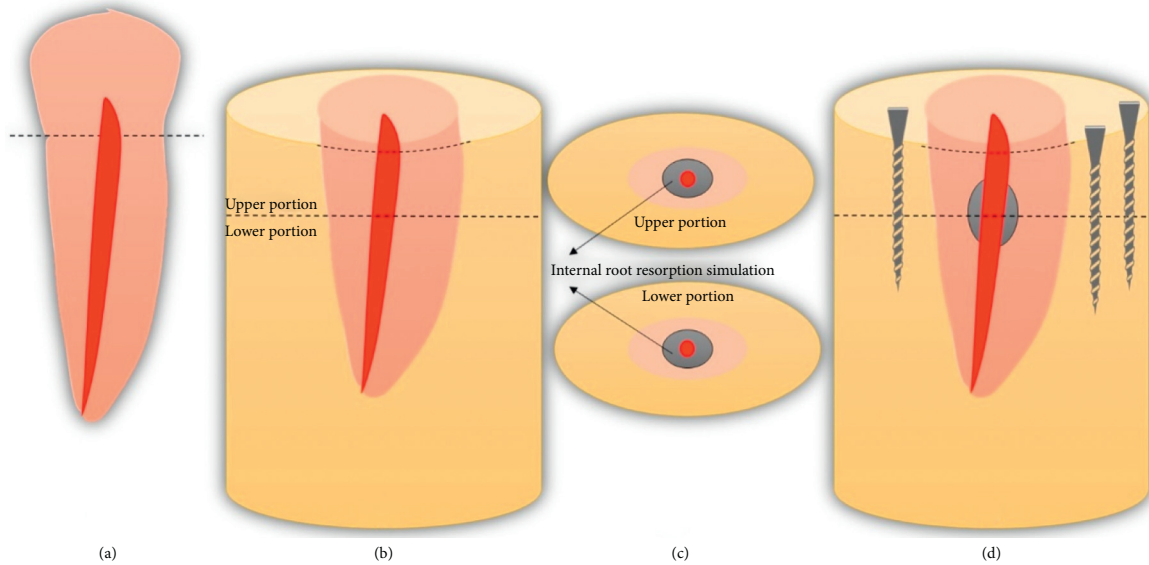 Upper portion
Lower portion
Upper portion
Internal root resorption simulation
Lower portion
(a)
(b)
(c)
(d)